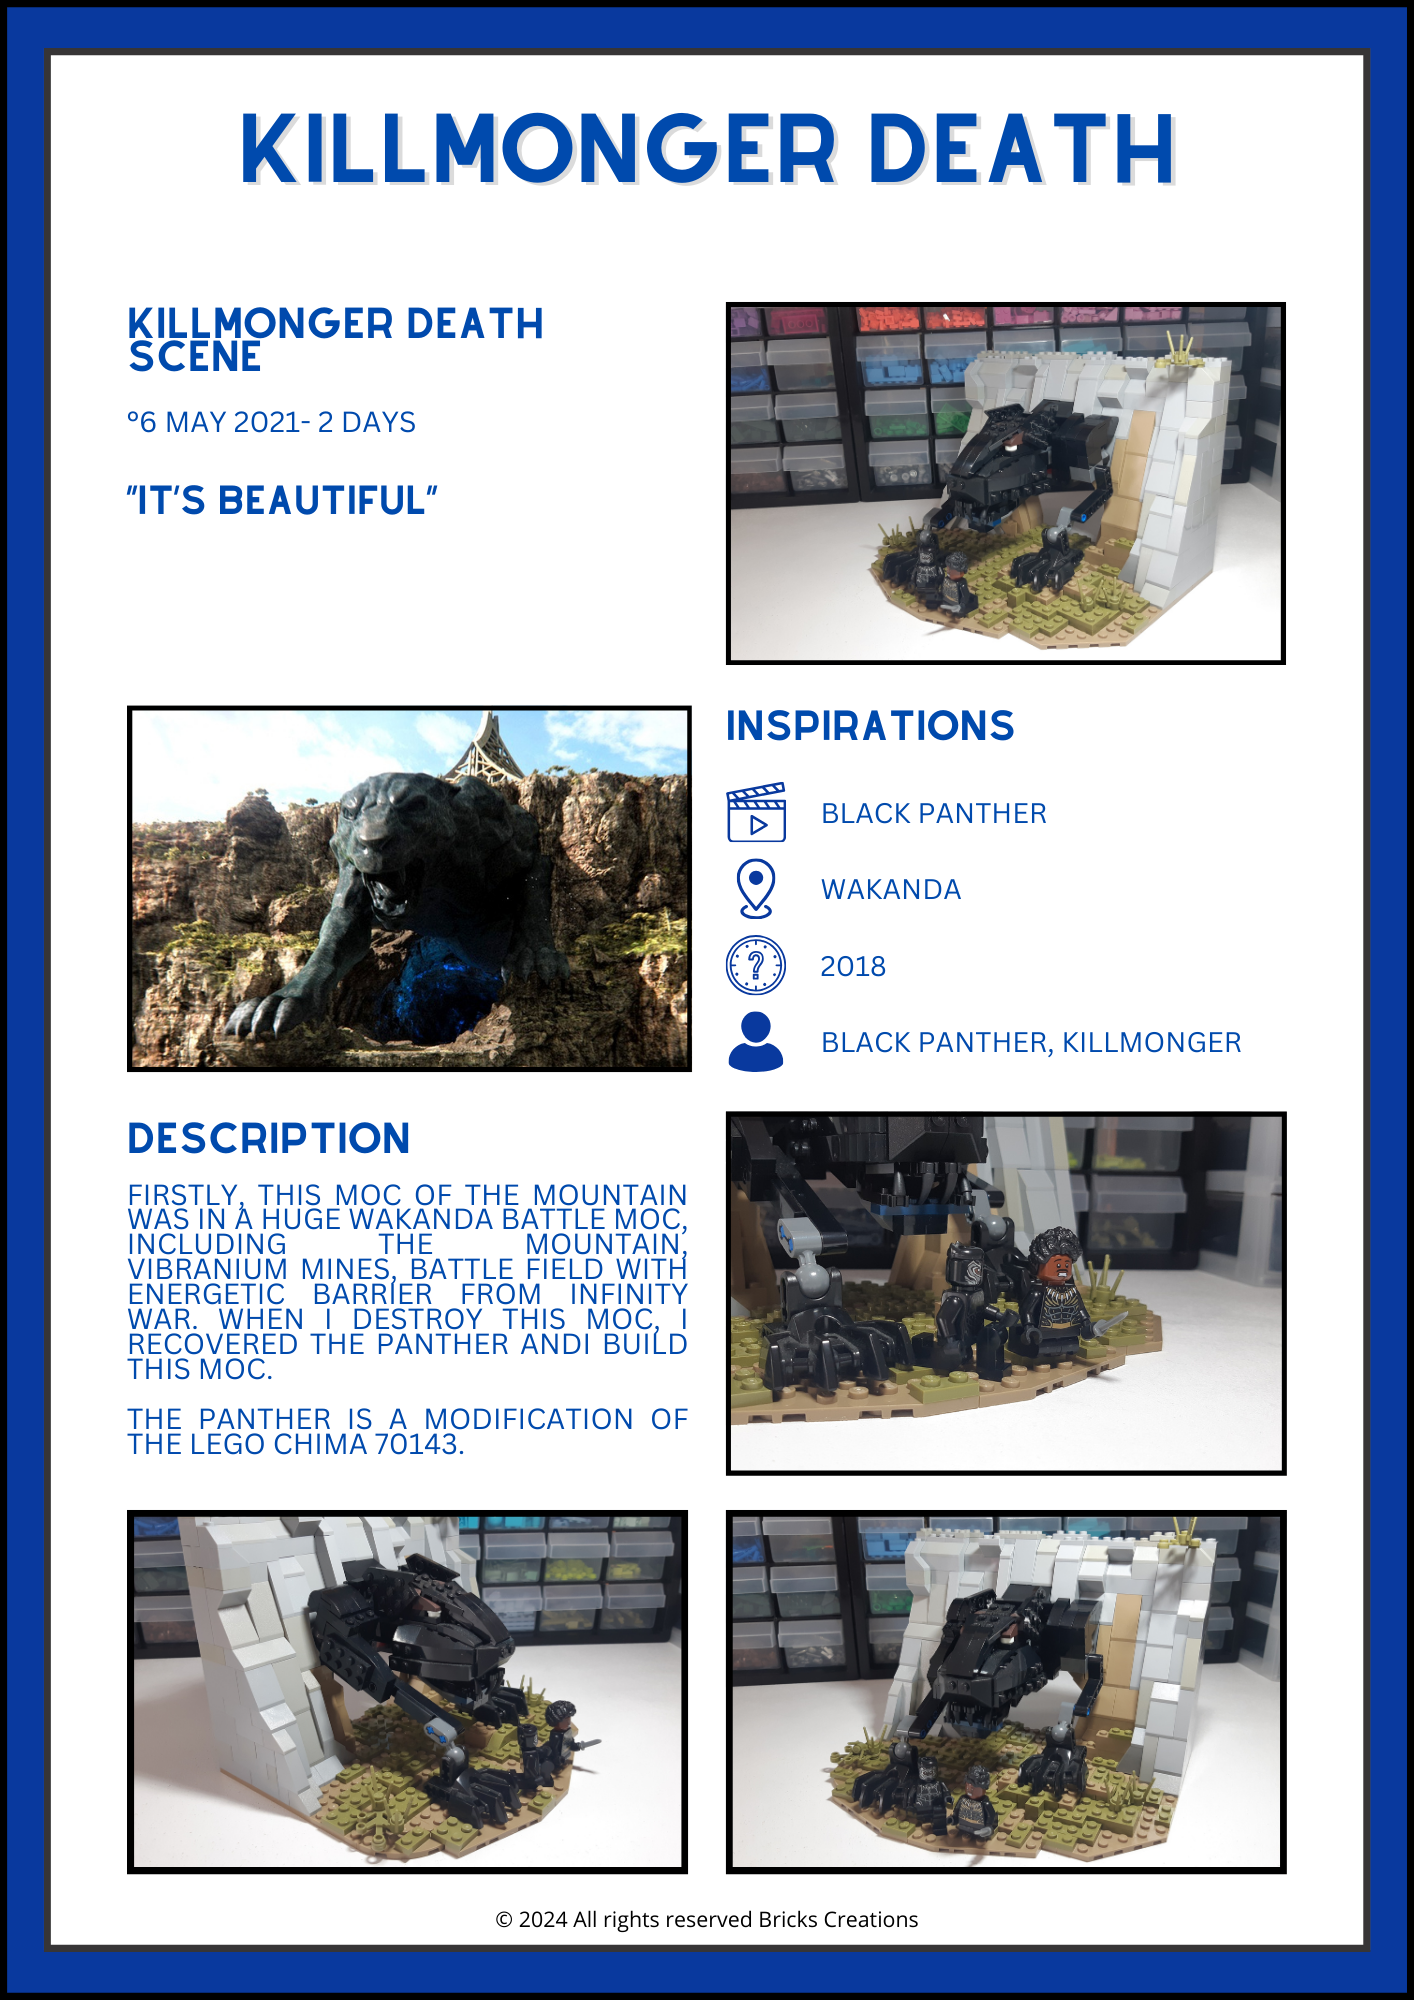 KILLMONGER DEATH
KILLMONGER DEATH
SCENE
°6 MAY 2021- 2 DAYS
"IT'S BEAUTIFUL"
INSPIRATIONS
BLACK PANTHER
WAKANDA
?
2018
BLACK PANTHER, KILLMONGER
DESCRIPTION
FIRSTLY, THIS MOC OF THE MOUNTAIN
WAS IN A HUGE WAKANDA BATTLE MOC,
INCLUDING THE MOUNTAIN,
VIBRANIUM MINES, BATTLE FIELD WITH
ENERGETIC BARRIER FROM INFINITY
WAR. WHEN I DESTROY THIS MOC, I
RECOVERED THE PANTHER ANDI BUILD
THIS MOC.
THE PANTHER IS A MODIFICATION OF
THE LEGO CHIMA 70143.
© 2024 All rights reserved Bricks Creations